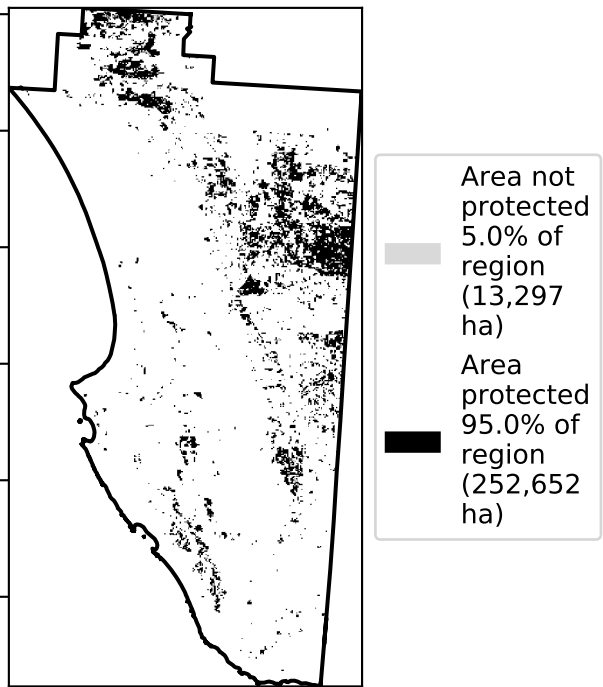 Area not
protected
5.0% of
region
(13,297
ha)
Area
protected
95.0% of
region
(252,652
ha)